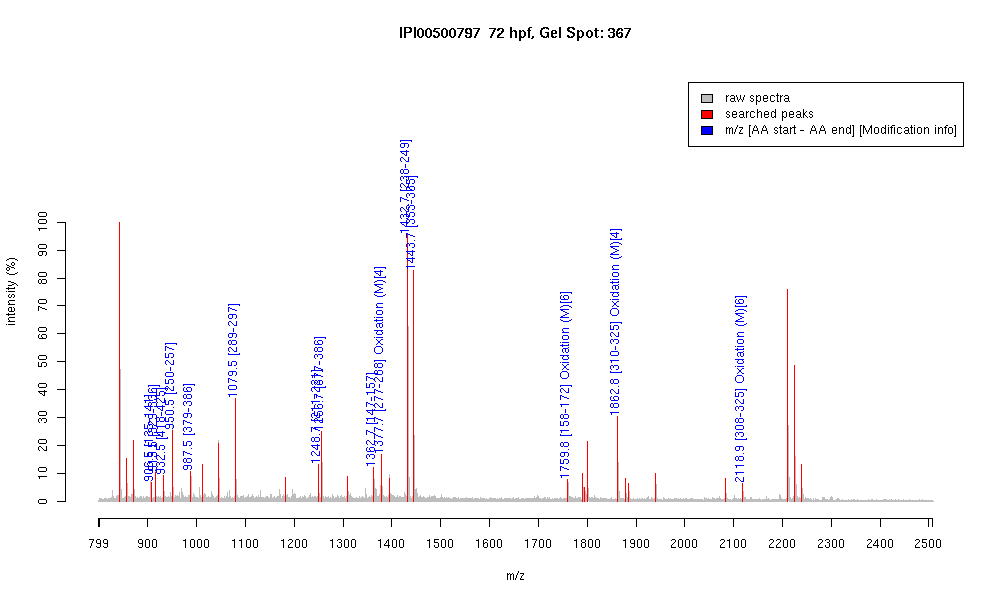 IPI00500797 72 hpf, Gel Spot: 367
raw spectra
searched peaks
m/z [AA start - AA end] [Modification info]
intensity (%)
100
90
80
70
60
50
40
30
20
10
0
932.5 [418-425]
950.5 [250-257]
987.5 [379-386]
1079.5 [289-297]
1362.7 [147-157]
1377.7 [277-288] Oxidation (M)[4]
1432.7 [238-249]
1443.7 [353-365]
1759.8 [158-172] Oxidation (M)[6]
1862.8 [310-325] Oxidation (M)[4]
2118.9 [308-325] Oxidation (M)[6]
799 900 1000 1100 1200 1300 1400 1500 1600 1700 1800 1900 2000 2100 2200 2300 2400 2500
m/z